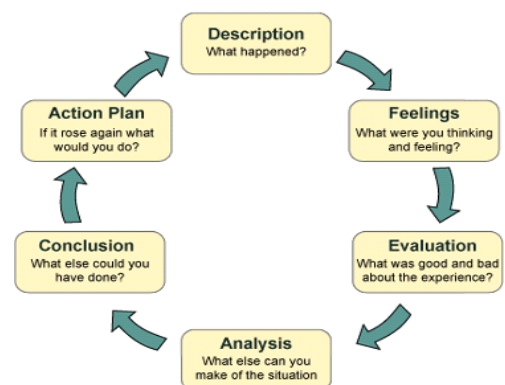 Description
What happened?
Feelings
What were you thinking
and feeling?
Evaluation
What was good and bad
about the experience?
Analysis
What else can you
make of the situation
Conclusion
What else could you
have done?
Action Plan
If it rose again what
would you do?